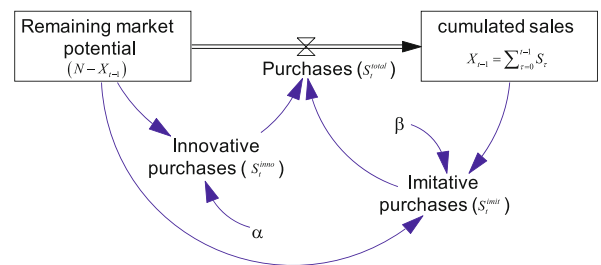 Remaining market
potential
(N − X_{t-1})
cumulated sales
X_{t-1} = \sum_{τ=0}^{t-1} S_τ
Purchases (S_t^{total})
Innovative
purchases ( S_t^{inno} )
β
Imitative
purchases (S_t^{imit})
α